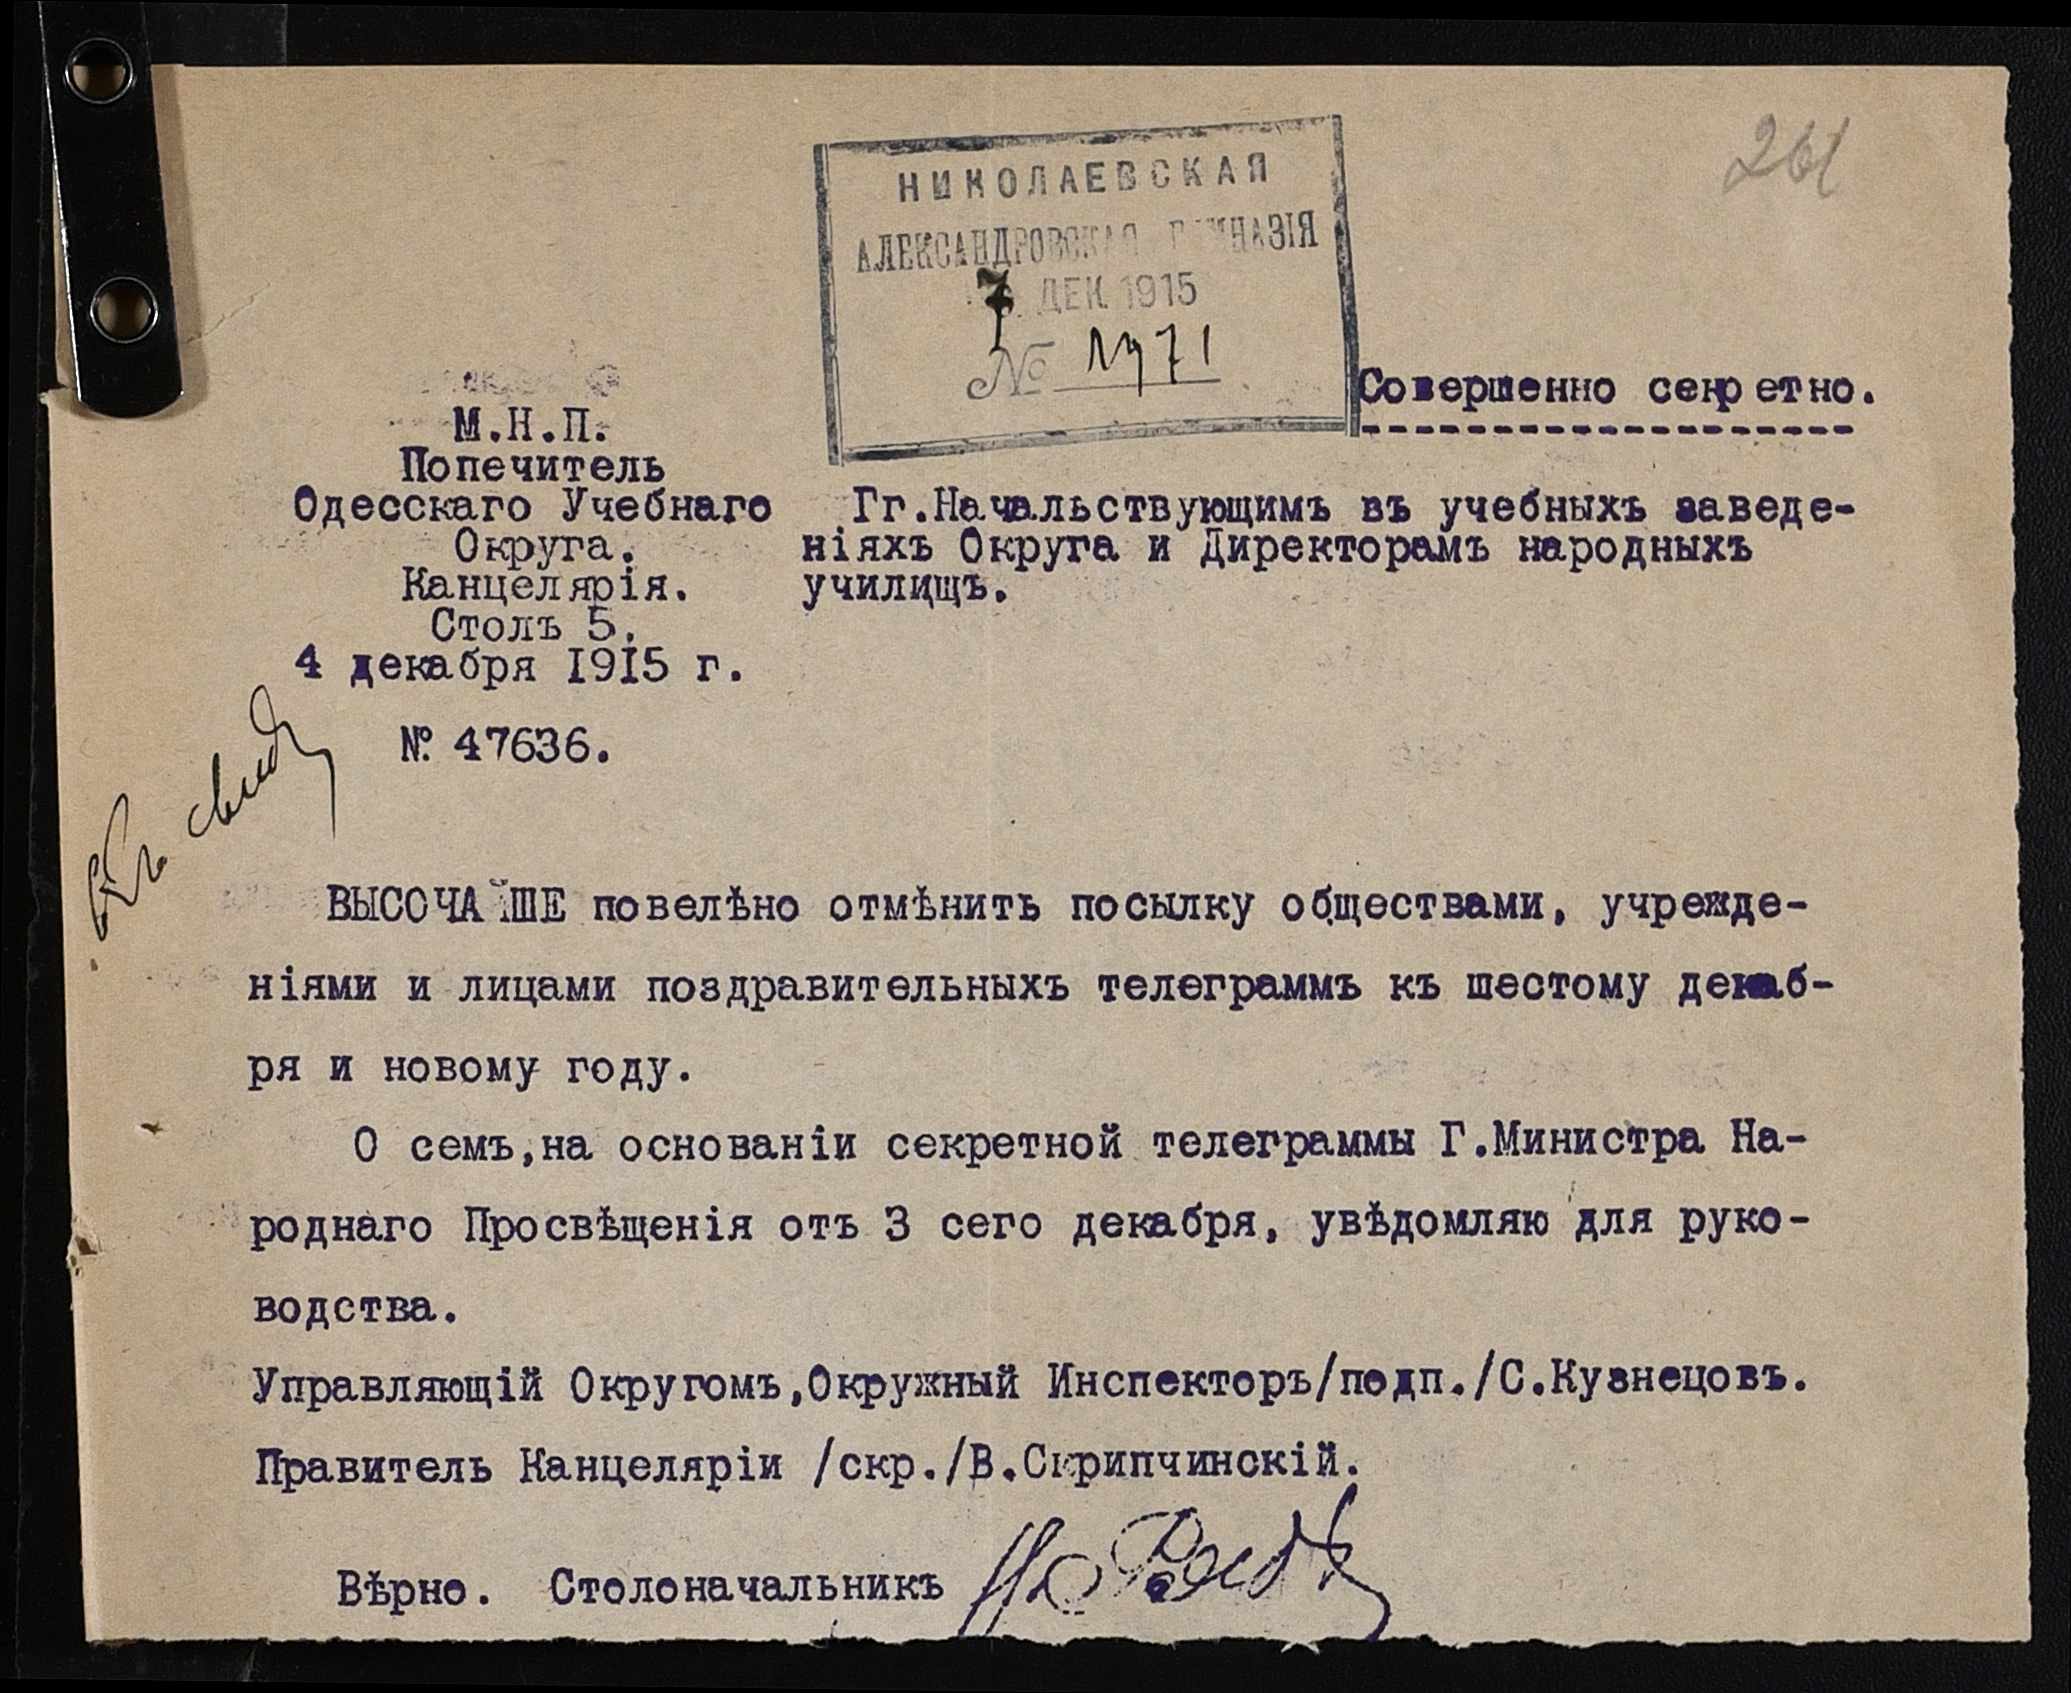 261
НИКОЛАЕВСКАЯ
АЛЕКСАНДРОВСКАЯ ГИМНАЗІЯ
7 ДЕК. 1915
№ 1971
Совершенно секретно.
М.Н.П.
Попечитель
Одесскаго Учебнаго
Округа.
Канцелярія.
Столъ 5.
4 декабря 1915 г.
№ 47636.
Гг.Начальствующимъ въ учебныхъ заведе-
ніяхъ Округа и Директорамъ народныхъ
училищъ.
ВЫСОЧАЙШЕ повелѣно отмѣнить посылку обществами, учрежде-
ніями и лицами поздравительныхъ телеграммъ къ шестому декаб-
ря и новому году.
О семъ,на основаніи секретной телеграммы Г.Министра На-
роднаго Просвѣщенія отъ 3 сего декабря, увѣдомляю для руко-
водства.
Управляющій Округомъ,Окружный Инспекторъ/подп./С.Кузнецовъ.
Правитель Канцеляріи /скр./В.Скрипчинскій.
Вѣрно. Столоначальникъ